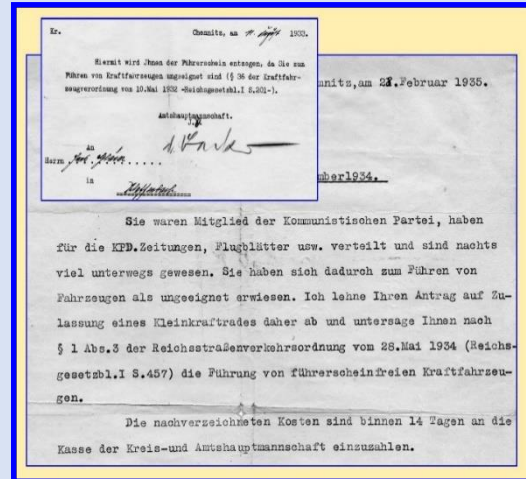 Kr.
Chemnitz, am 11. August 1933.
Hiermit wird Ihnen der Führerschein entzogen, da Sie zum
Führen von Kraftfahrzeugen ungeeignet sind (§ 36 der Kraftfahr-
zeugverordnung vom 10.Mai 1932 -Reichsgesetzbl.I S.201-).
Amtshauptmannschaft.
An
Herrn
in
mnitz,am 28.Februar 1935.
mber1934.
Sie waren Mitglied der Kommunistischen Partei, haben
für die KPD.Zeitungen, Flugblätter usw. verteilt und sind nachts
viel unterwegs gewesen. Sie haben sich dadurch zum Führen von
Fahrzeugen als ungeeignet erwiesen. Ich lehne Ihren Antrag auf Zu-
lassung eines Kleinkraftrades daher ab und untersage Ihnen nach
§ 1 Abs.3 der Reichsstraßenverkehrsordnung vom 28.Mai 1934 (Reichs-
gesetzbl.I S.457) die Führung von führerscheinfreien Kraftfahrzeu-
gen.
Die nachverzeichneten Kosten sind binnen 14 Tagen an die
Kasse der Kreis-und Amtshauptmannschaft einzuzahlen.